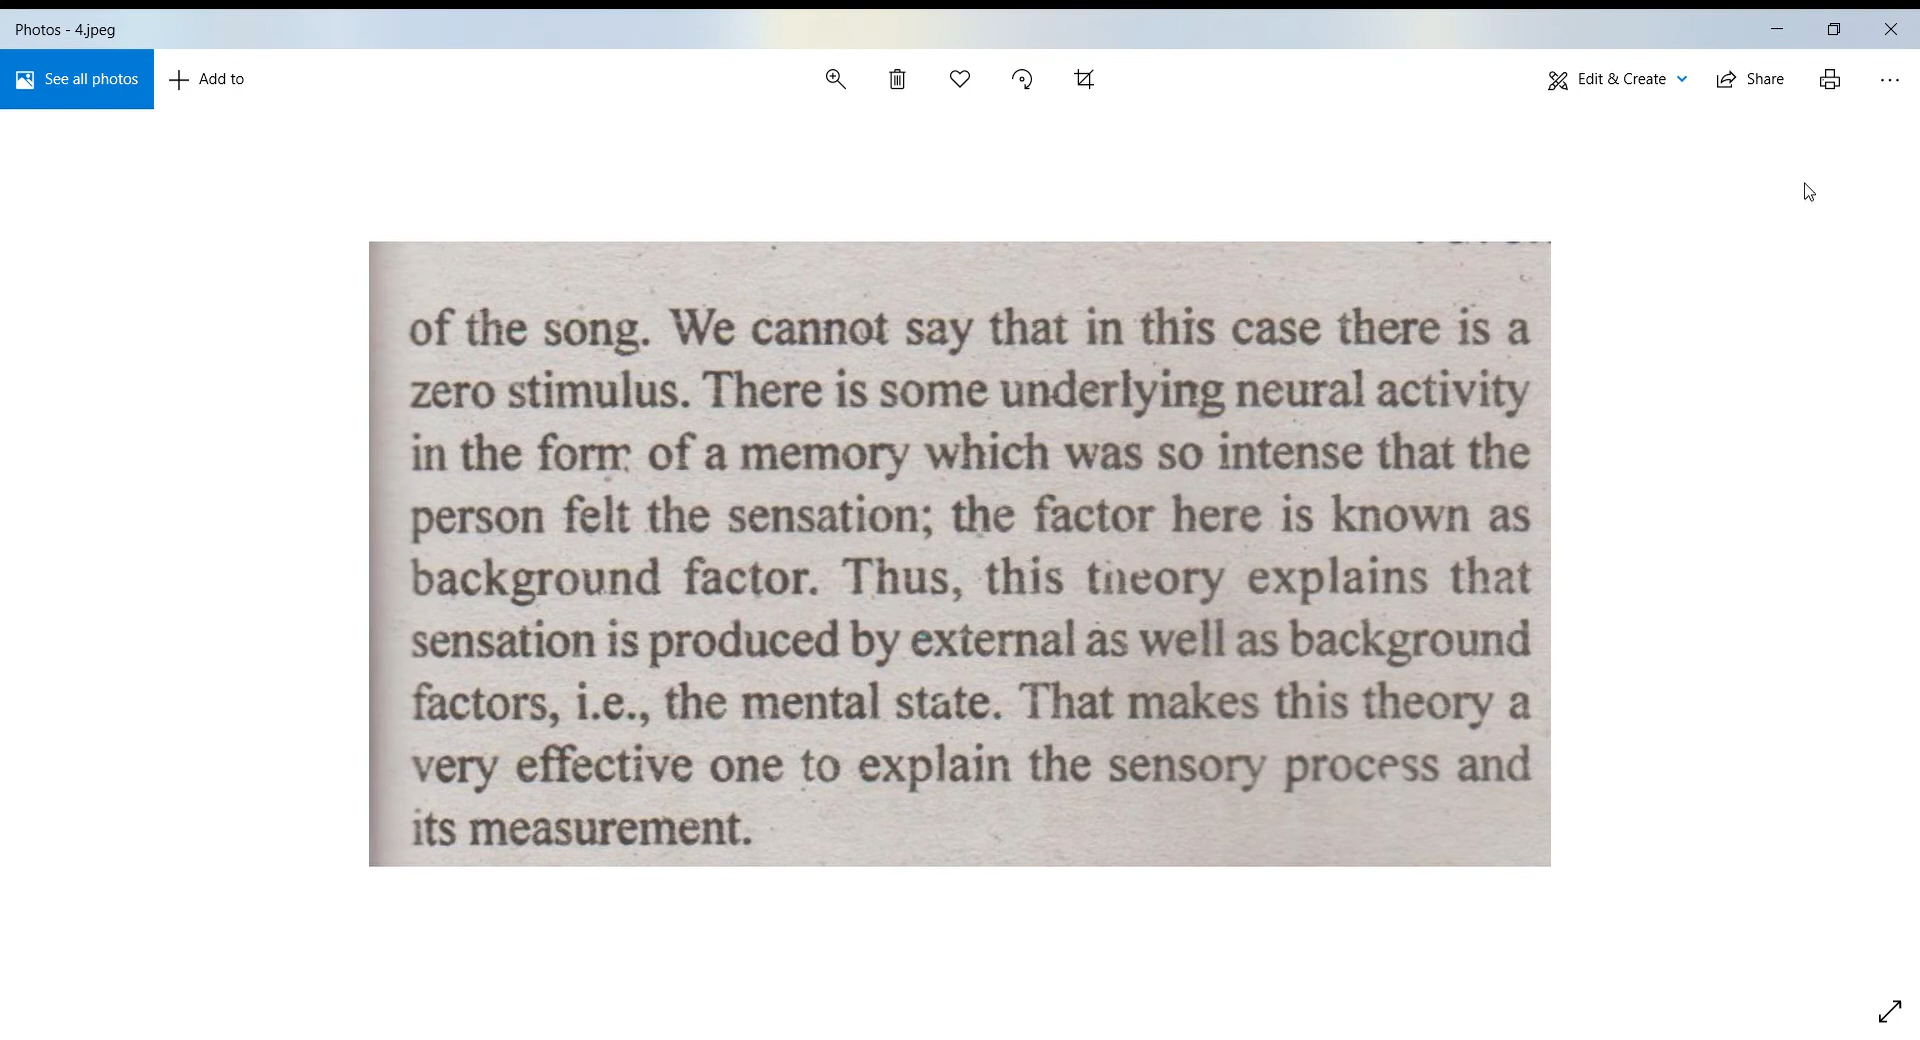 Photos - 4.jpeg
See all photos
Add to
Edit & Create
Share
of the song. We cannot say that in this case there is a
zero stimulus. There is some underlying neural activity
in the form of a memory which was so intense that the
person felt the sensation; the factor here is known as
background factor. Thus, this theory explains that
sensation is produced by external as well as background
factors, i.e., the mental state. That makes this theory a
very effective one to explain the sensory process and
its measurement.